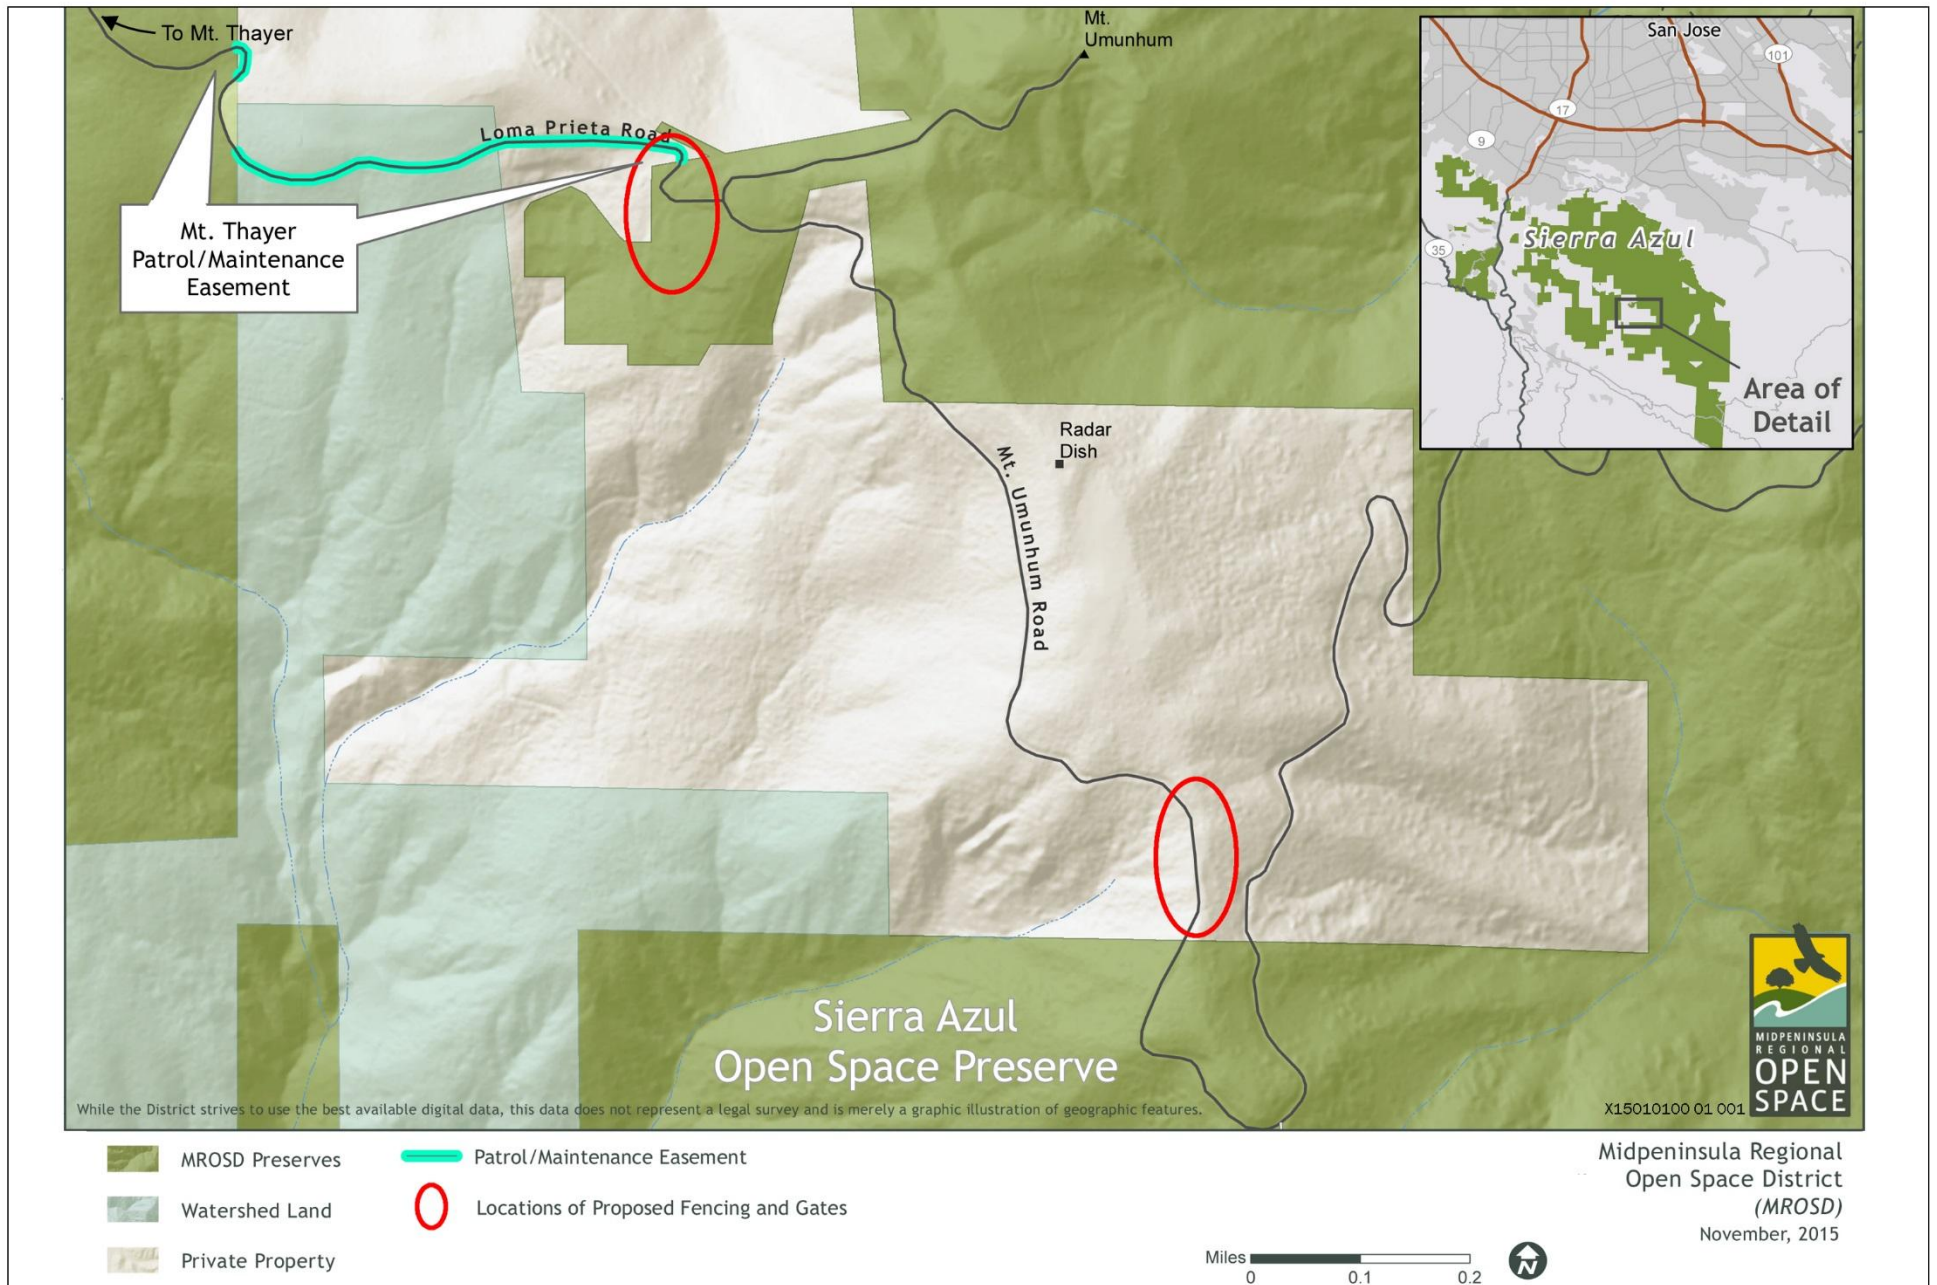 To Mt. Thayer
Mt.
Umunhum
San Jose
101
17
9
35
Sierra Azul
Area of
Detail
Loma Prieta Road
Mt. Thayer
Patrol/Maintenance
Easement
Radar
Dish
Mt. Umunhum Road
Sierra Azul
Open Space Preserve
While the District strives to use the best available digital data, this data does not represent a legal survey and is merely a graphic illustration of geographic features.
X15010100 01 001
MIDPENINSULA
REGIONAL
OPEN
SPACE
MROSD Preserves
Watershed Land
Private Property
Patrol/Maintenance Easement
Locations of Proposed Fencing and Gates
Midpeninsula Regional
Open Space District
(MROSD)
November, 2015
Miles
0 0.1 0.2
N